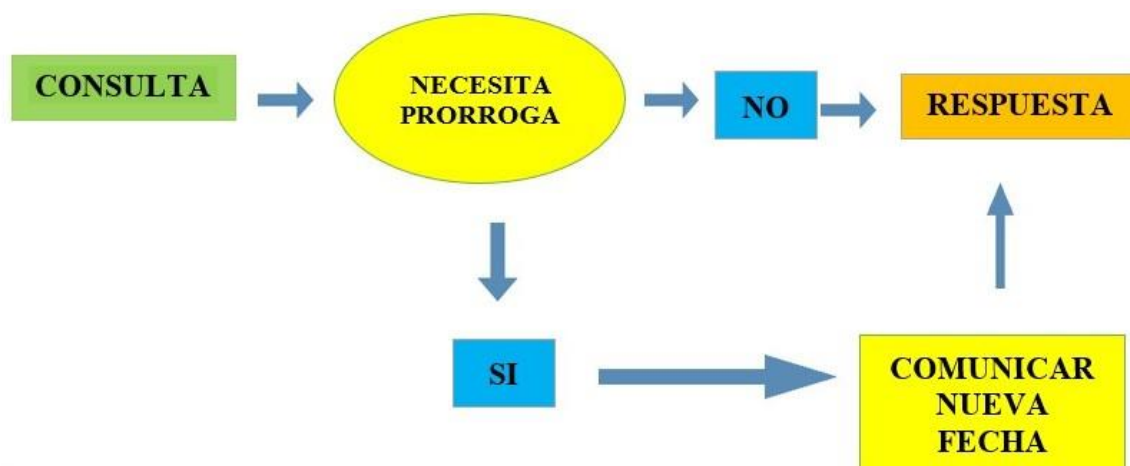 CONSULTA
NECESITA
PRORROGA
NO
RESPUESTA
SI
COMUNICAR
NUEVA
FECHA